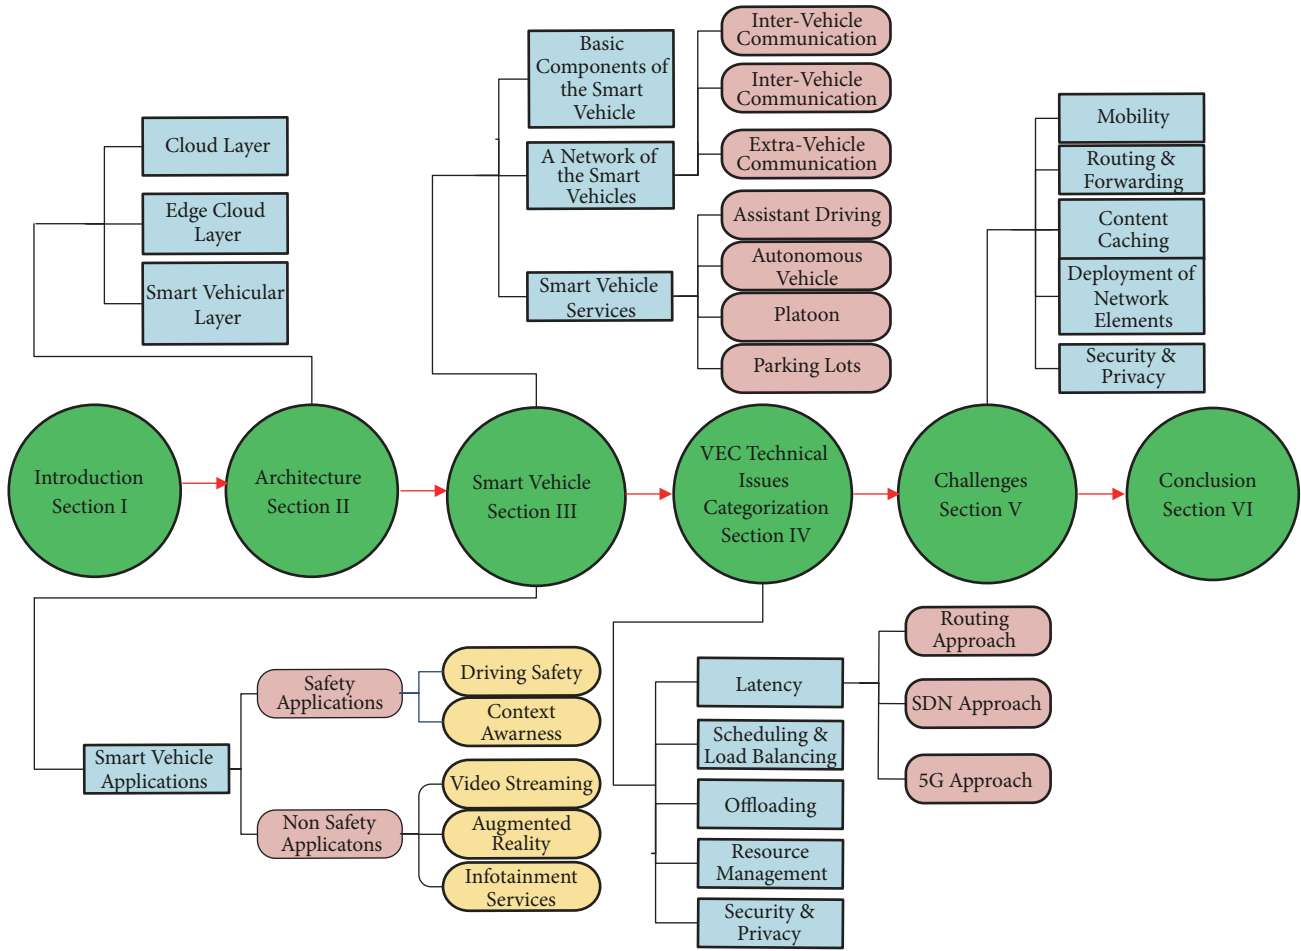 Cloud Layer
Edge Cloud
Layer
Smart Vehicular
Layer
Basic
Components of
the Smart
Vehicle
A Network of
the Smart
Vehicles
Smart Vehicle
Services
Inter-Vehicle
Communication
Inter-Vehicle
Communication
Extra-Vehicle
Communication
Assistant Driving
Autonomous
Vehicle
Platoon
Parking Lots
Mobility
Routing &
Forwarding
Content
Caching
Deployment of
Network
Elements
Security &
Privacy
Introduction
Section I
Architecture
Section II
Smart Vehicle
Section III
VEC Technical
Issues
Categorization
Section IV
Challenges
Section V
Conclusion
Section VI
Smart Vehicle
Applications
Safety
Applications
Non Safety
Applicatons
Driving Safety
Context
Awarness
Video Streaming
Augmented
Reality
Infotainment
Services
Latency
Scheduling &
Load Balancing
Offloading
Resource
Management
Security &
Privacy
Routing
Approach
SDN Approach
5G Approach